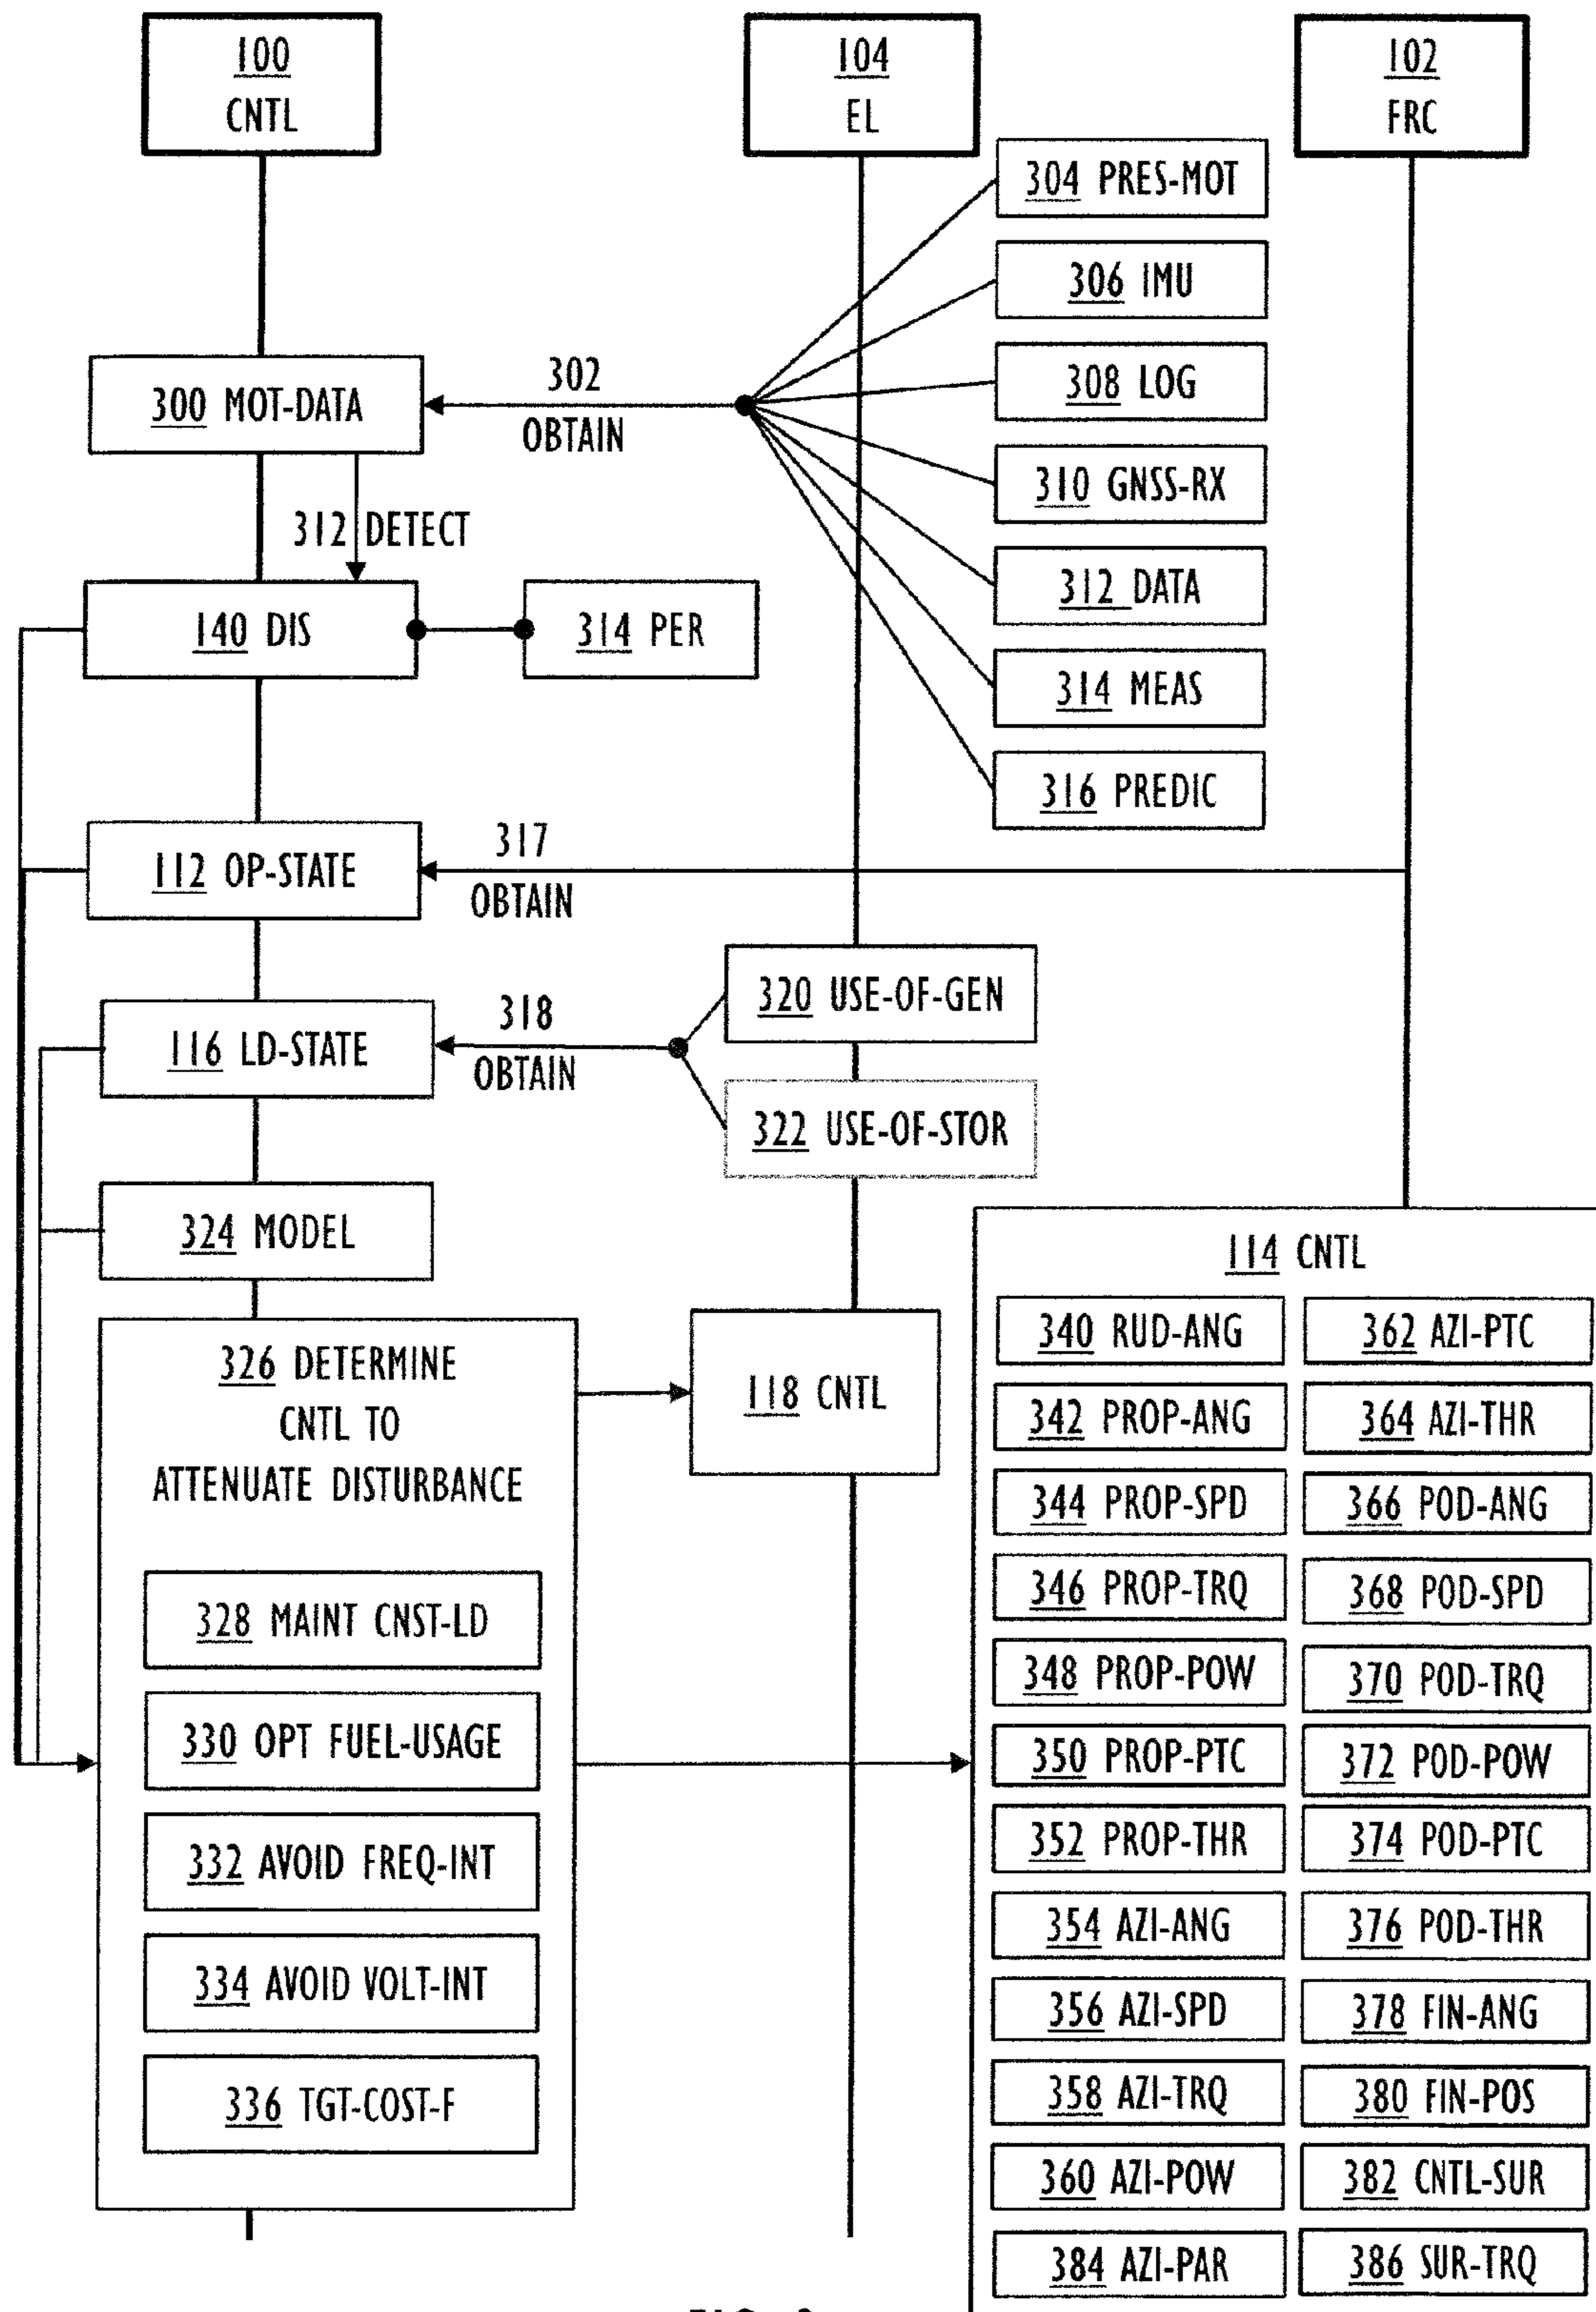 100
CNTL
104
EL
102
FRC
304 PRES-MOT
306 IMU
308 LOG
310 GNSS-RX
312 DATA
314 MEAS
316 PREDIC
300 MOT-DATA
302
OBTAIN
312 DETECT
140 DIS
314 PER
112 OP-STATE
317
OBTAIN
116 LD-STATE
318
OBTAIN
320 USE-OF-GEN
322 USE-OF-STOR
324 MODEL
326 DETERMINE
CNTL TO
ATTENUATE DISTURBANCE
328 MAINT CNST-LD
330 OPT FUEL-USAGE
332 AVOID FREQ-INT
334 AVOID VOLT-INT
336 TGT-COST-F
118 CNTL
114 CNTL
340 RUD-ANG
342 PROP-ANG
344 PROP-SPD
346 PROP-TRQ
348 PROP-POW
350 PROP-PTC
352 PROP-THR
354 AZI-ANG
356 AZI-SPD
358 AZI-TRQ
360 AZI-POW
384 AZI-PAR
362 AZI-PTC
364 AZI-THR
366 POD-ANG
368 POD-SPD
370 POD-TRQ
372 POD-POW
374 POD-PTC
376 POD-THR
378 FIN-ANG
380 FIN-POS
382 CNTL-SUR
386 SUR-TRQ